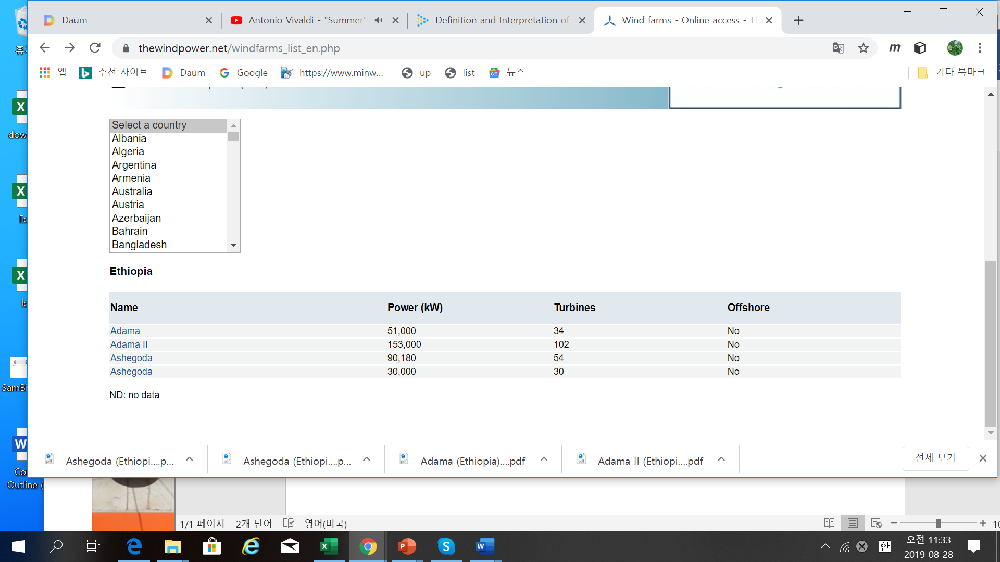 Daum
Antonio Vivaldi - "Summer"
Definition and Interpretation of
Wind farms - Online access - Th
thewindpower.net/windfarms_list_en.php
앱
추천 사이트
Daum
Google
https://www.minw...
up
list
뉴스
기타 북마크
Select a country
Albania
Algeria
Argentina
Armenia
Australia
Austria
Azerbaijan
Bahrain
Bangladesh
Ethiopia
Name Power (kW) Turbines Offshore
Adama 51,000 34 No
Adama II 153,000 102 No
Ashegoda 90,180 54 No
Ashegoda 30,000 30 No
ND: no data
Ashegoda (Ethiopi....p...
Ashegoda (Ethiopi....p...
Adama (Ethiopia)....pdf
Adama II (Ethiopi....pdf
전체 보기
Outline (
1/1 페이지 2개 단어 영어(미국)
한
오전 11:33
2019-08-28